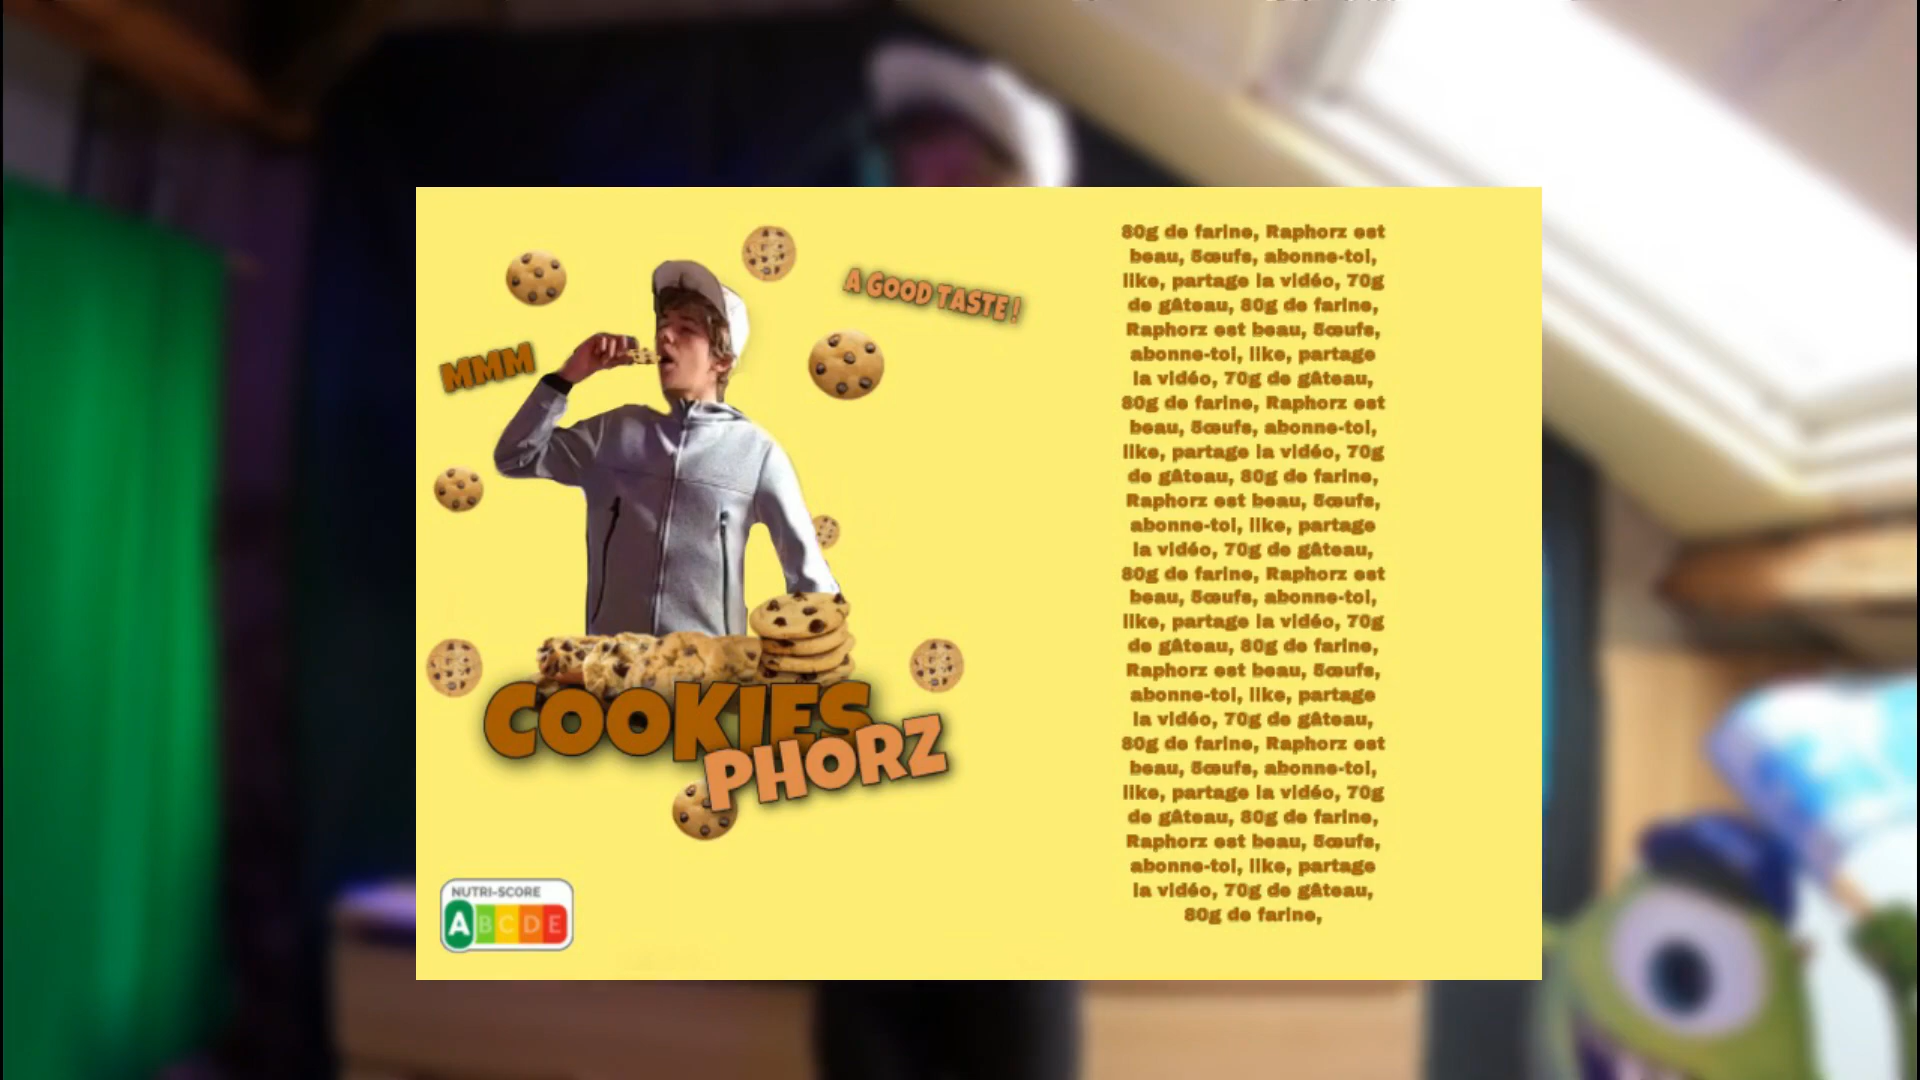 A GOOD TASTE !
MMM
COOKIES
PHORZ
NUTRI-SCORE
A B C D E
80g de farine, Raphorz est
beau, 5œufs, abonne-toi,
like, partage la vidéo, 70g
de gâteau, 80g de farine,
Raphorz est beau, 5œufs,
abonne-toi, like, partage
la vidéo, 70g de gâteau,
80g de farine, Raphorz est
beau, 5œufs, abonne-toi,
like, partage la vidéo, 70g
de gâteau, 80g de farine,
Raphorz est beau, 5œufs,
abonne-toi, like, partage
la vidéo, 70g de gâteau,
80g de farine, Raphorz est
beau, 5œufs, abonne-toi,
like, partage la vidéo, 70g
de gâteau, 80g de farine,
Raphorz est beau, 5œufs,
abonne-toi, like, partage
la vidéo, 70g de gâteau,
80g de farine, Raphorz est
beau, 5œufs, abonne-toi,
like, partage la vidéo, 70g
de gâteau, 80g de farine,
Raphorz est beau, 5œufs,
abonne-toi, like, partage
la vidéo, 70g de gâteau,
80g de farine,